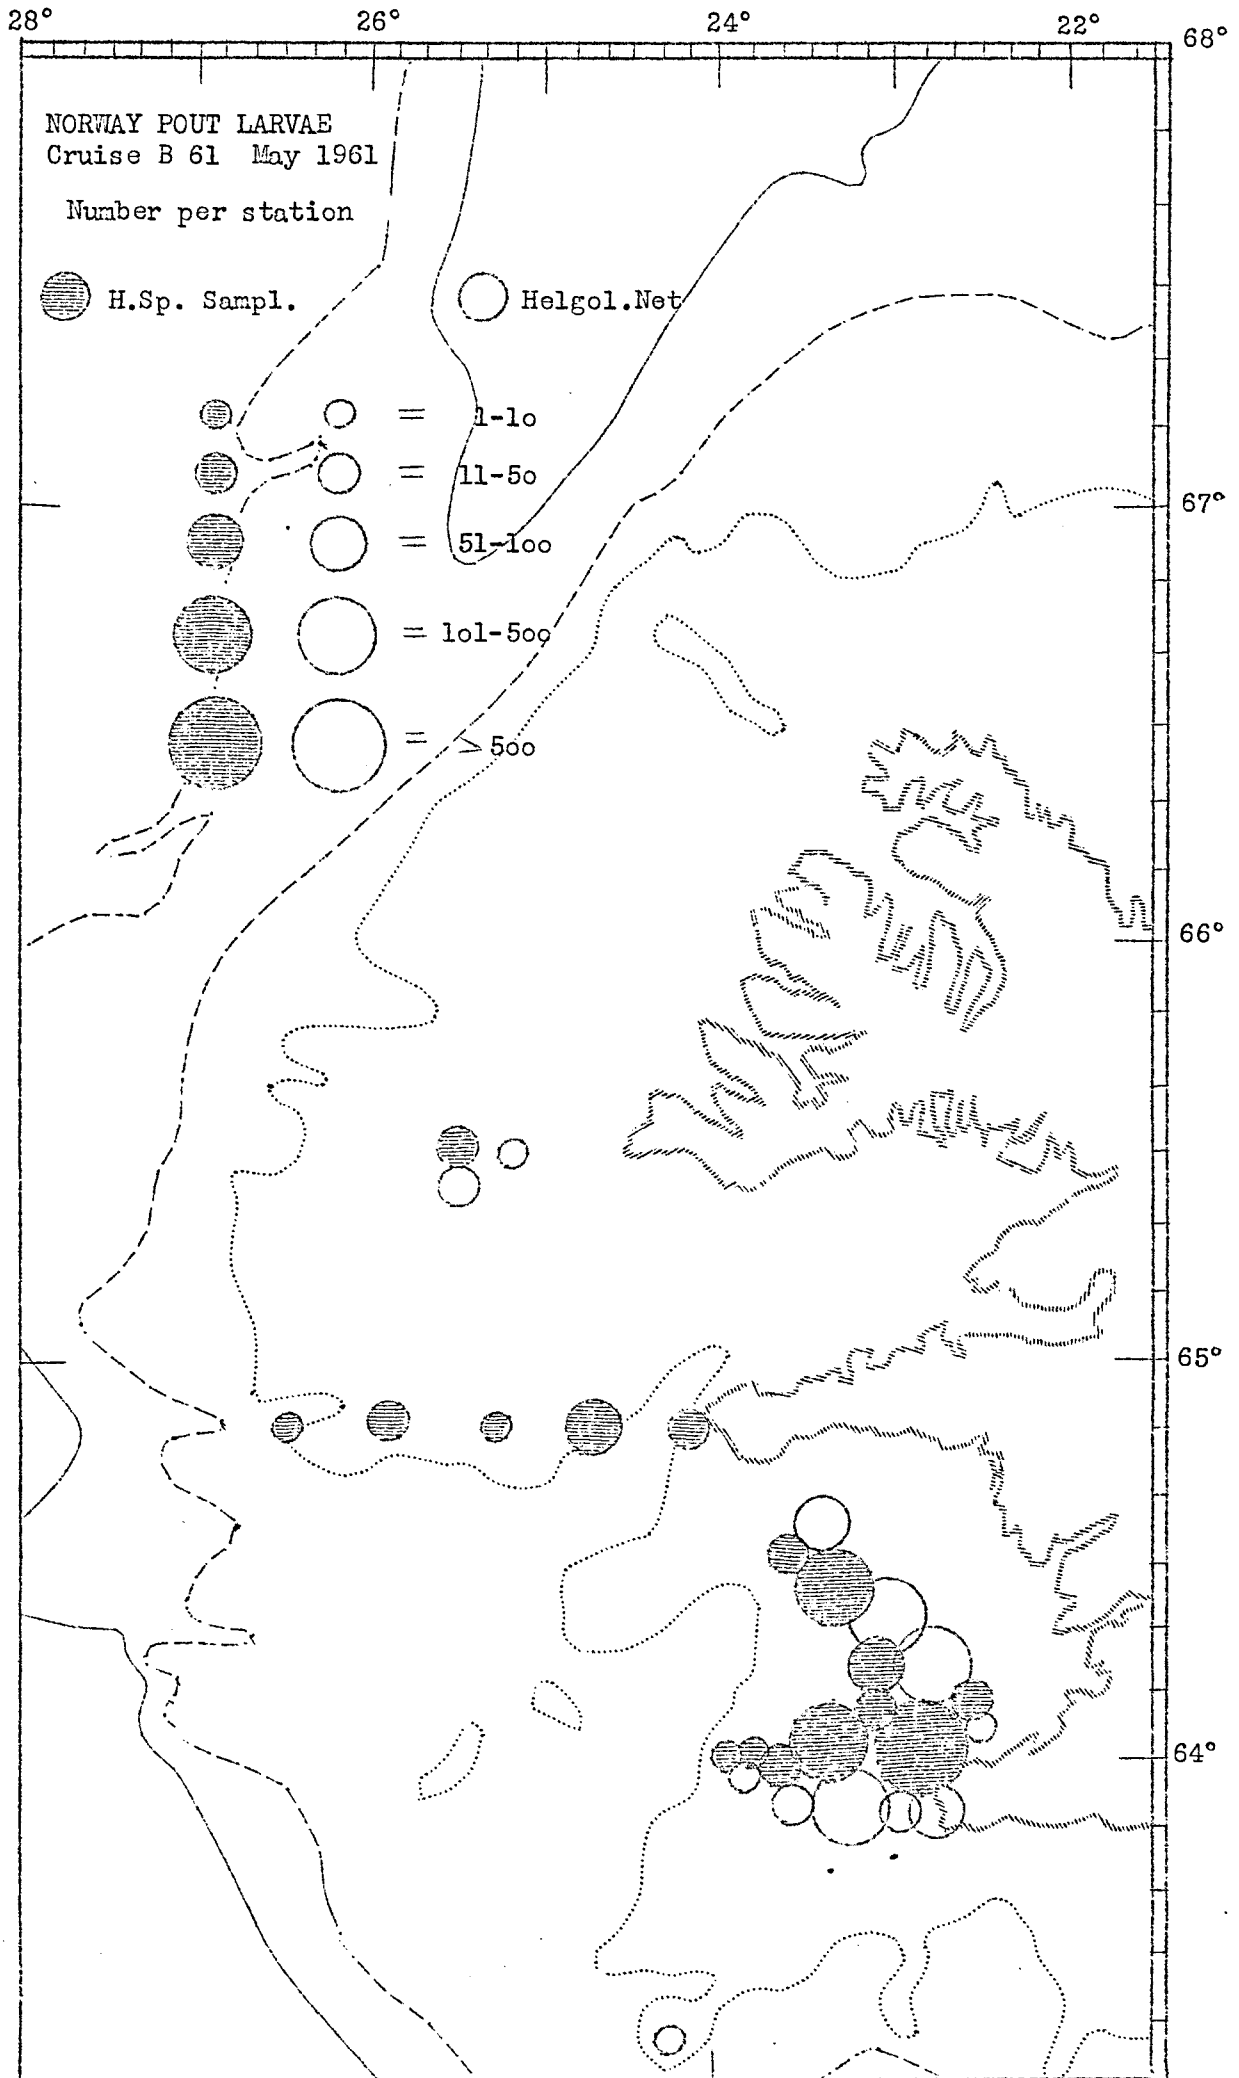 28° 26° 24° 22°
68°
NORWAY POUT LARVAE
Cruise B 61 May 1961
Number per station
H.Sp. Sampl. Helgol.Net
= 1-1o
= 11-5o
67°
= 51-1oo
= 1o1-5oo
= > 5oo
66°
65°
64°